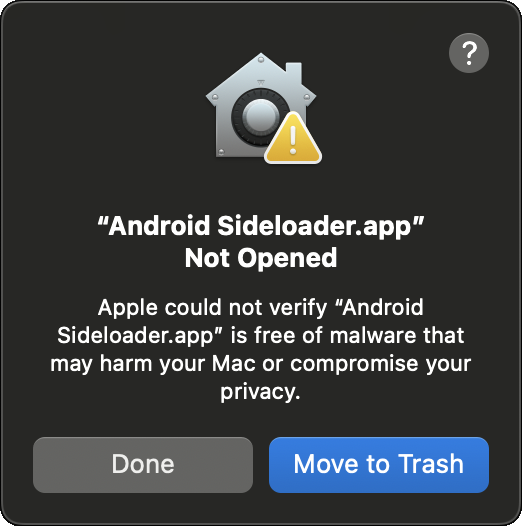 ?
“Android Sideloader.app”
Not Opened
Apple could not verify “Android
Sideloader.app” is free of malware that
may harm your Mac or compromise your
privacy.
Done
Move to Trash